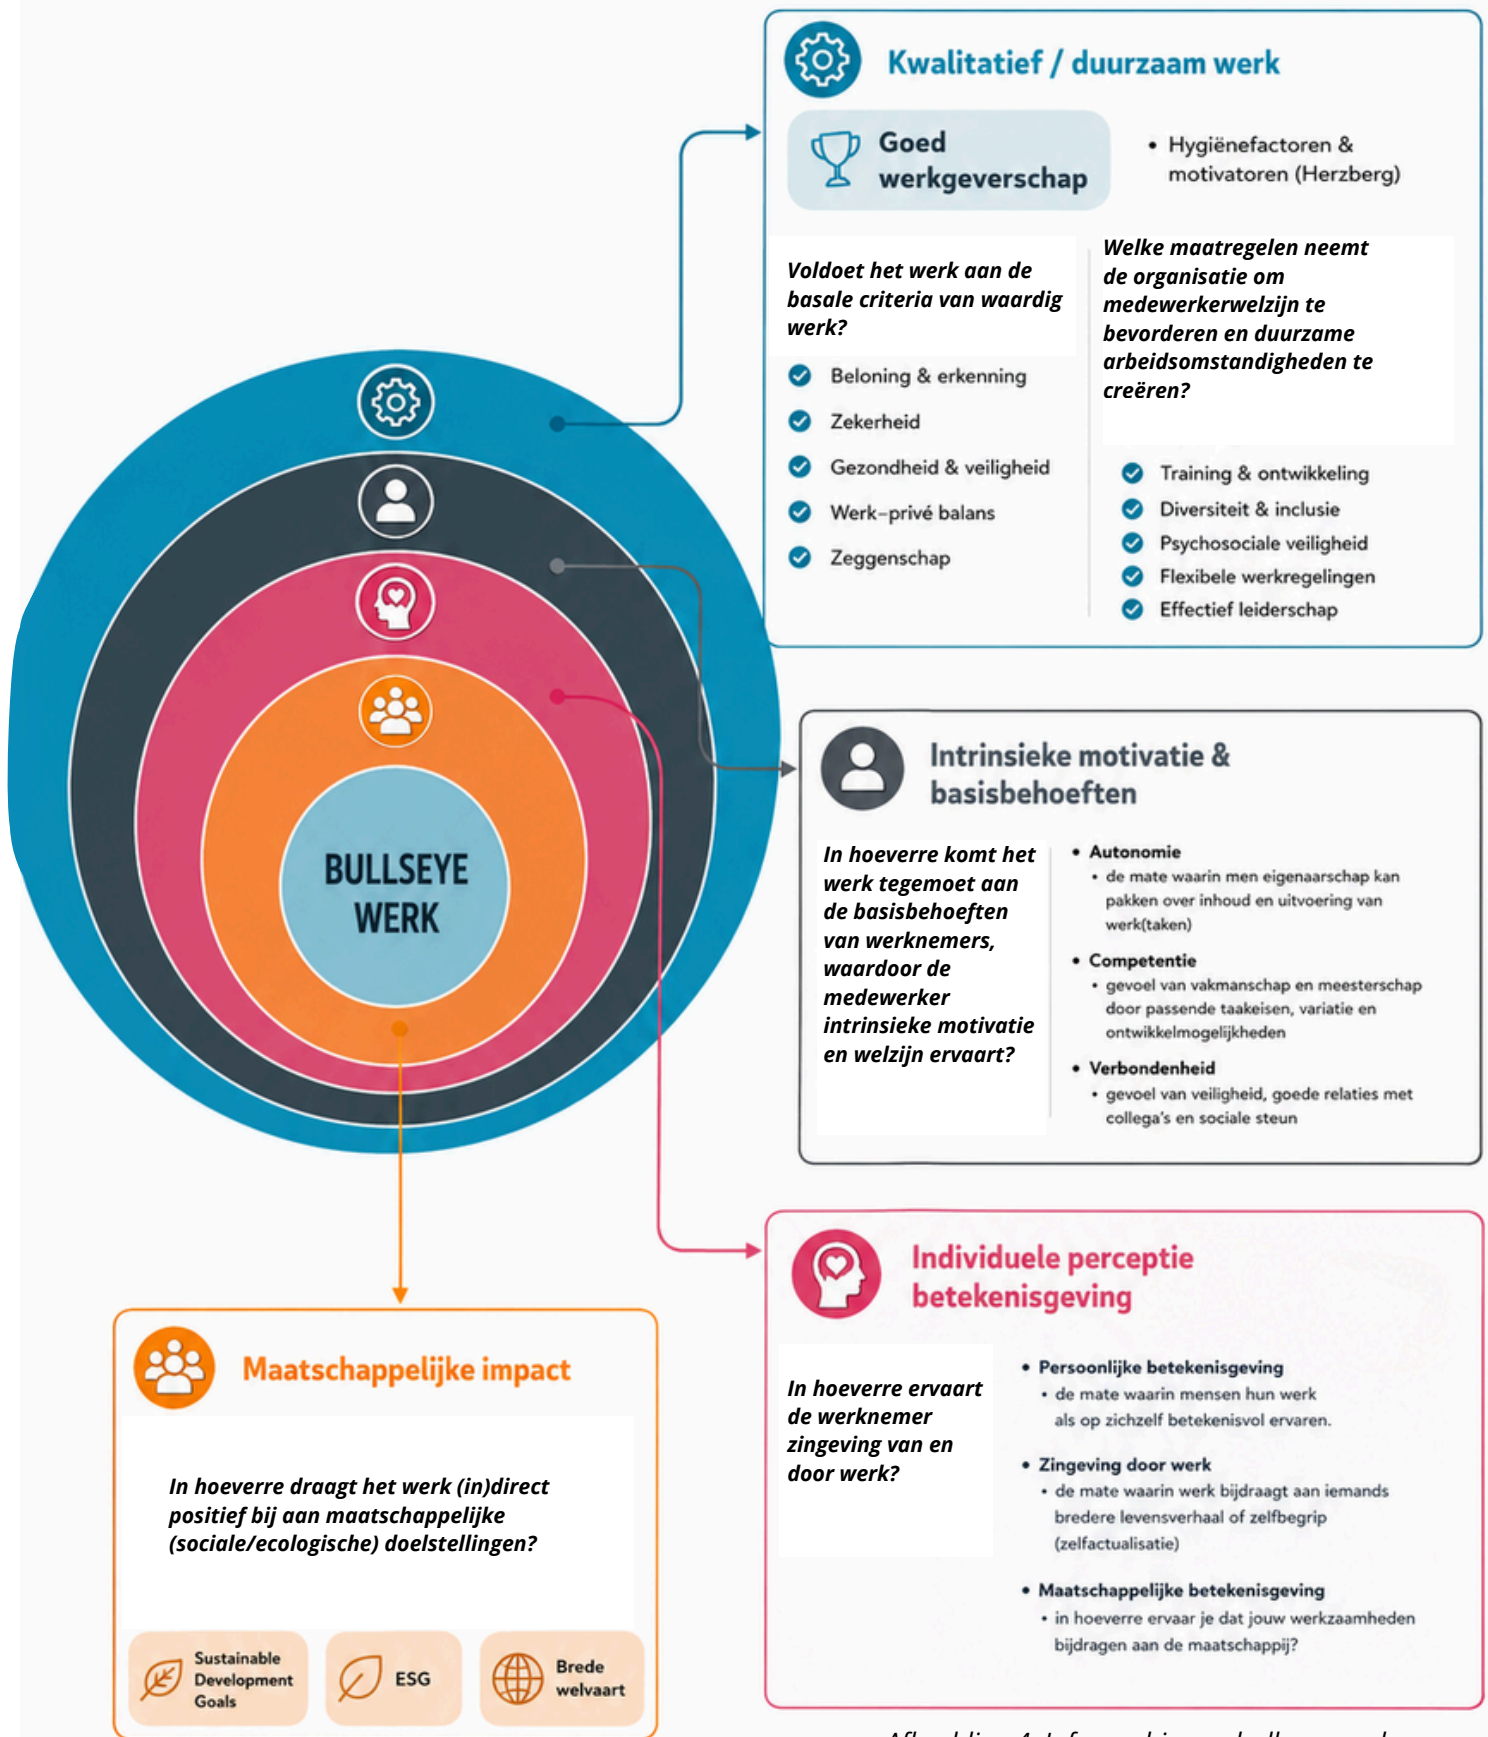 Kwalitatief / duurzaam werk
Goed
werkgeverschap
• Hygiënefactoren &
motivatoren (Herzberg)
Voldoet het werk aan de
basale criteria van waardig
werk?
Beloning & erkenning
Zekerheid
Gezondheid & veiligheid
Werk–privé balans
Zeggenschap
Welke maatregelen neemt
de organisatie om
medewerkerwelzijn te
bevorderen en duurzame
arbeidsomstandigheden te
creëren?
Training & ontwikkeling
Diversiteit & inclusie
Psychosociale veiligheid
Flexibele werkregelingen
Effectief leiderschap
BULLSEYE
WERK
Intrinsieke motivatie &
basisbehoeften
In hoeverre komt het
werk tegemoet aan
de basisbehoeften
van werknemers,
waardoor de
medewerker
intrinsieke motivatie
en welzijn ervaart?
• Autonomie
• de mate waarin men eigenaarschap kan
pakken over inhoud en uitvoering van
werk(taken)
• Competentie
• gevoel van vakmanschap en meesterschap
door passende taakeisen, variatie en
ontwikkelmogelijkheden
• Verbondenheid
• gevoel van veiligheid, goede relaties met
collega's en sociale steun
Individuele perceptie
betekenisgeving
In hoeverre ervaart
de werknemer
zingeving van en
door werk?
• Persoonlijke betekenisgeving
• de mate waarin mensen hun werk
als op zichzelf betekenisvol ervaren.
• Zingeving door werk
• de mate waarin werk bijdraagt aan iemands
bredere levensverhaal of zelfbegrip
(zelfactualisatie)
• Maatschappelijke betekenisgeving
• in hoeverre ervaar je dat jouw werkzaamheden
bijdragen aan de maatschappij?
Maatschappelijke impact
In hoeverre draagt het werk (in)direct
positief bij aan maatschappelijke
(sociale/ecologische) doelstellingen?
Sustainable
Development
Goals
ESG
Brede
welvaart